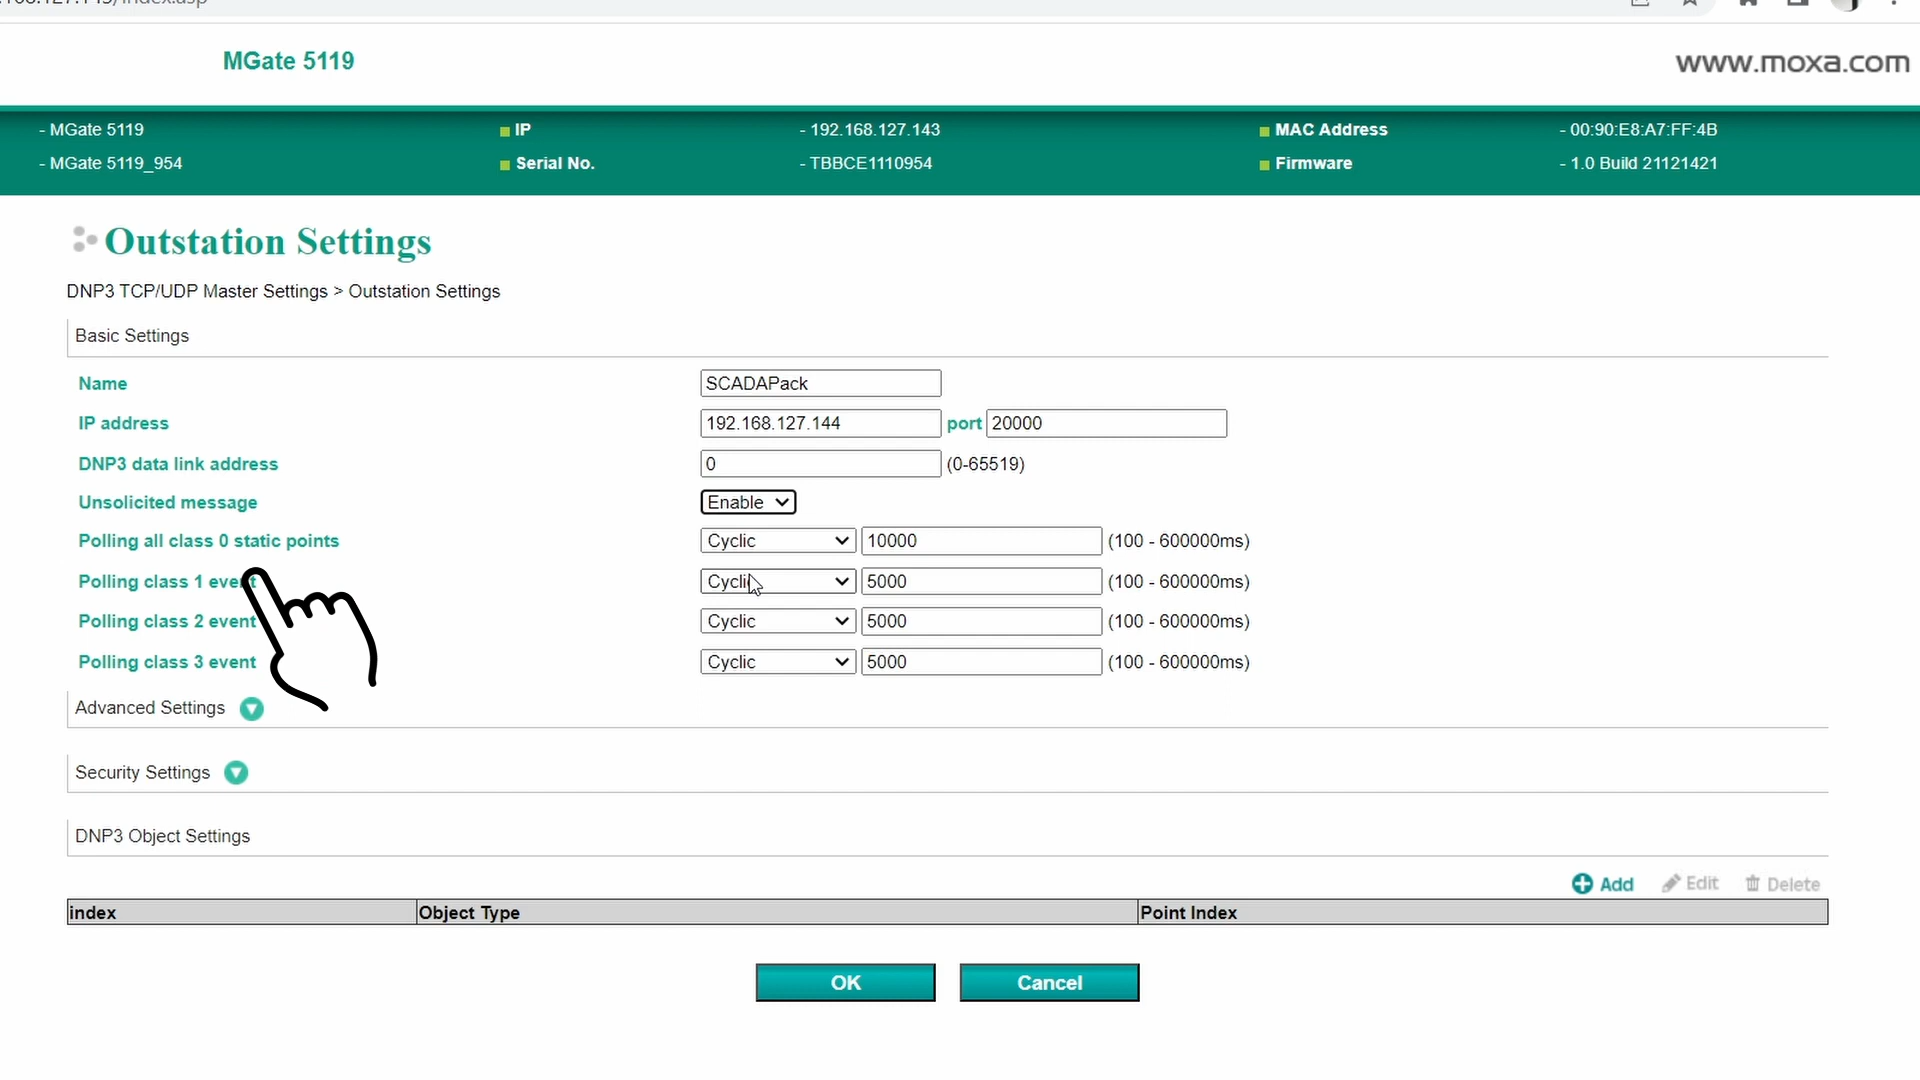 MGate 5119
www.moxa.com
- MGate 5119 IP - 192.168.127.143 MAC Address - 00:90:E8:A7:FF:4B
- MGate 5119_954 Serial No. - TBBCE1110954 Firmware - 1.0 Build 21121421
Outstation Settings
DNP3 TCP/UDP Master Settings > Outstation Settings
Basic Settings
Name SCADAPack
IP address 192.168.127.144 port 20000
DNP3 data link address 0 (0-65519)
Unsolicited message Enable
Polling all class 0 static points Cyclic 10000 (100 - 600000ms)
Polling class 1 event Cyclic 5000 (100 - 600000ms)
Polling class 2 event Cyclic 5000 (100 - 600000ms)
Polling class 3 event Cyclic 5000 (100 - 600000ms)
Advanced Settings
Security Settings
DNP3 Object Settings
Add Edit Delete
index Object Type Point Index
OK Cancel